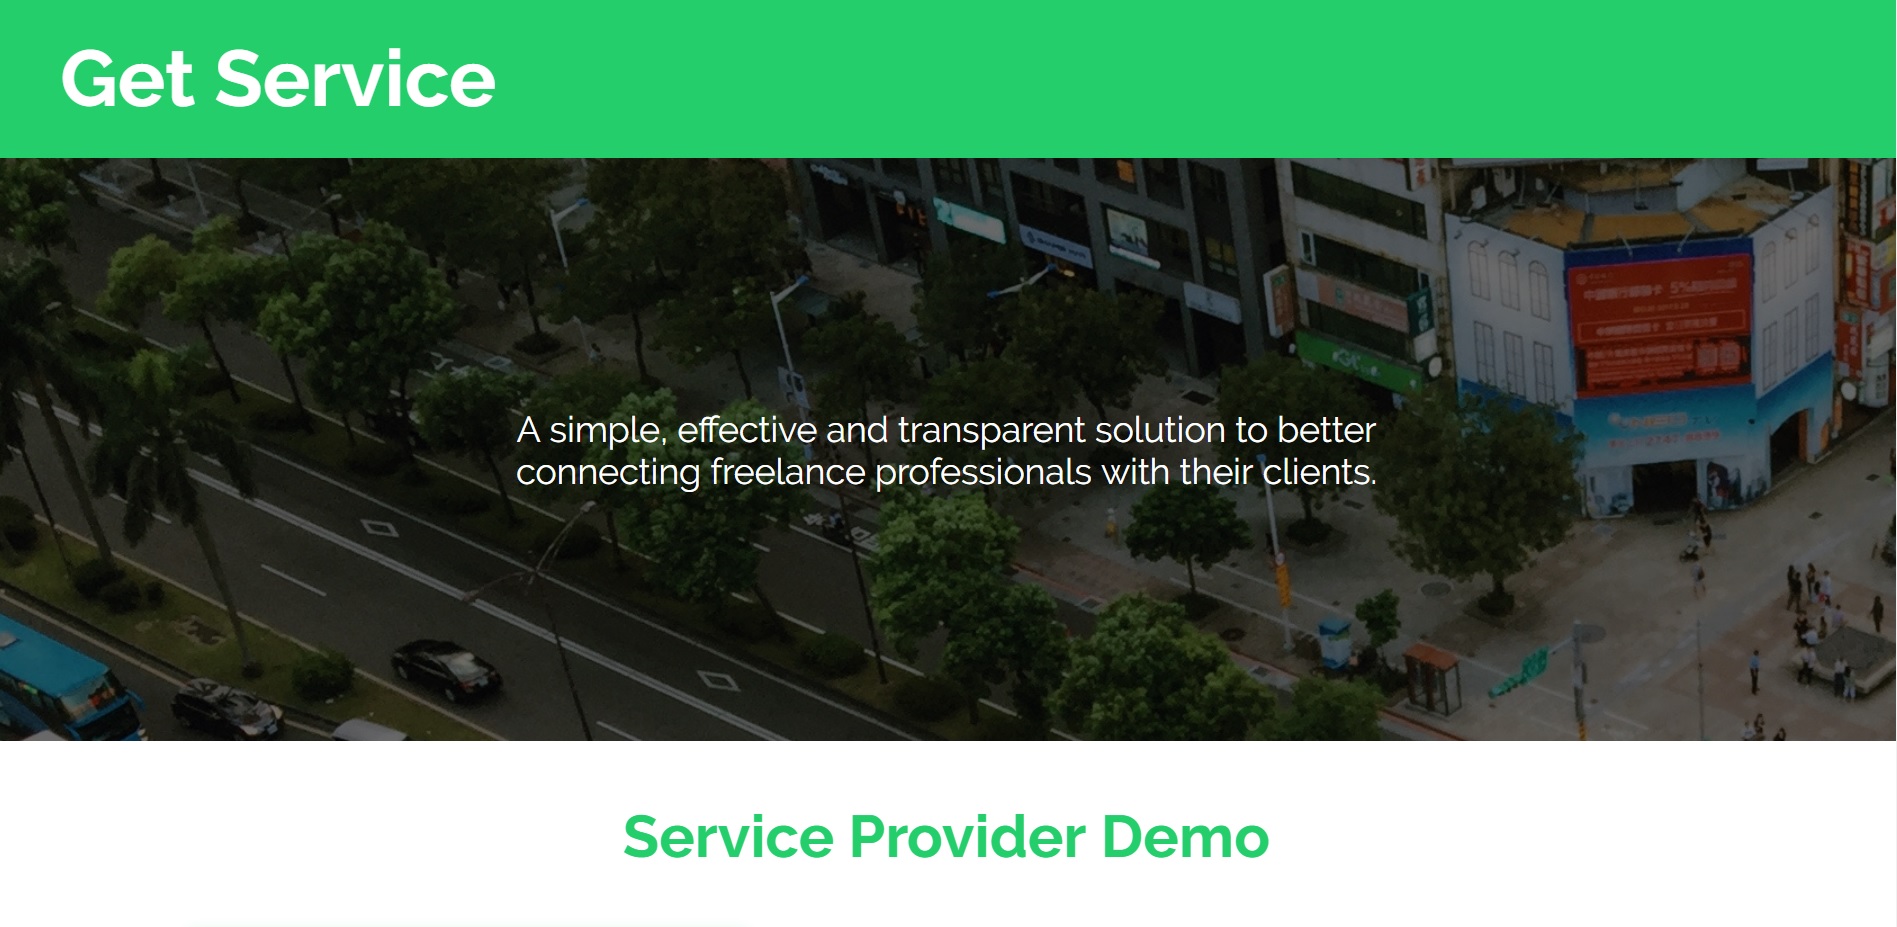 Get Service
A simple, effective and transparent solution to better
connecting freelance professionals with their clients.
Service Provider Demo